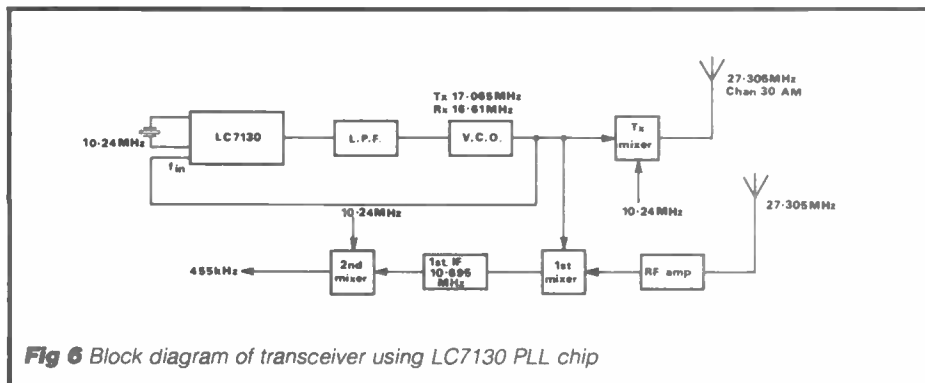 27·305MHz
Chan 30 AM
Tx 17·065MHz
Rx 16·61MHz
10·24MHz
LC7130
L.P.F.
V.C.O.
Tx
mixer
fin
10·24MHz
10·24MHz
27·305MHz
455kHz
2nd
mixer
1st IF
10·695
MHz
1st
mixer
RF amp
Fig 6 Block diagram of transceiver using LC7130 PLL chip